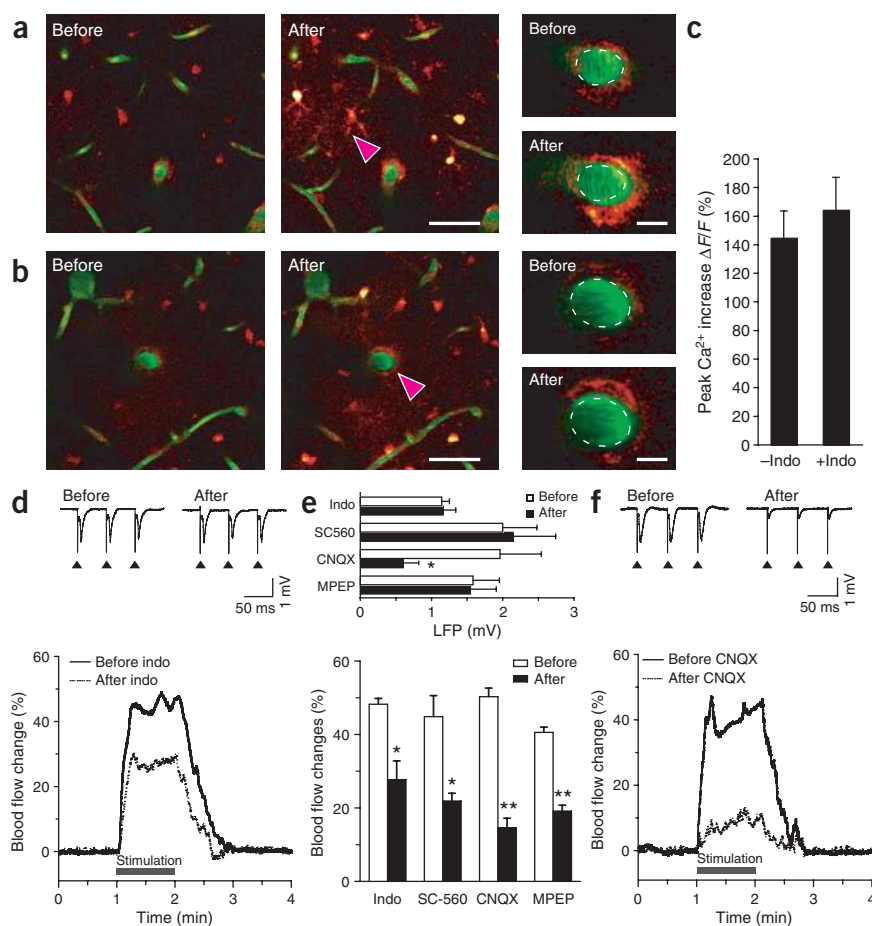 a
Before
After
Before
After
b
Before
After
Before
After
c
Peak Ca2+ increase ΔF/F (%)
200
180
160
140
120
100
80
60
40
20
0
–Indo +Indo
d
Before After
50 ms 1 mV
Blood flow change (%)
60
40
20
0
Before indo
After indo
Stimulation
0 1 2 3 4
Time (min)
e
Before
After
Indo
SC560
CNQX *
MPEP
0 1 2 3
LFP (mV)
Blood flow changes (%)
60
40
20
0
Before
After
* * ** **
Indo SC-560 CNQX MPEP
f
Before After
50 ms 1 mV
Blood flow change (%)
60
40
20
0
Before CNQX
After CNQX
Stimulation
0 1 2 3 4
Time (min)